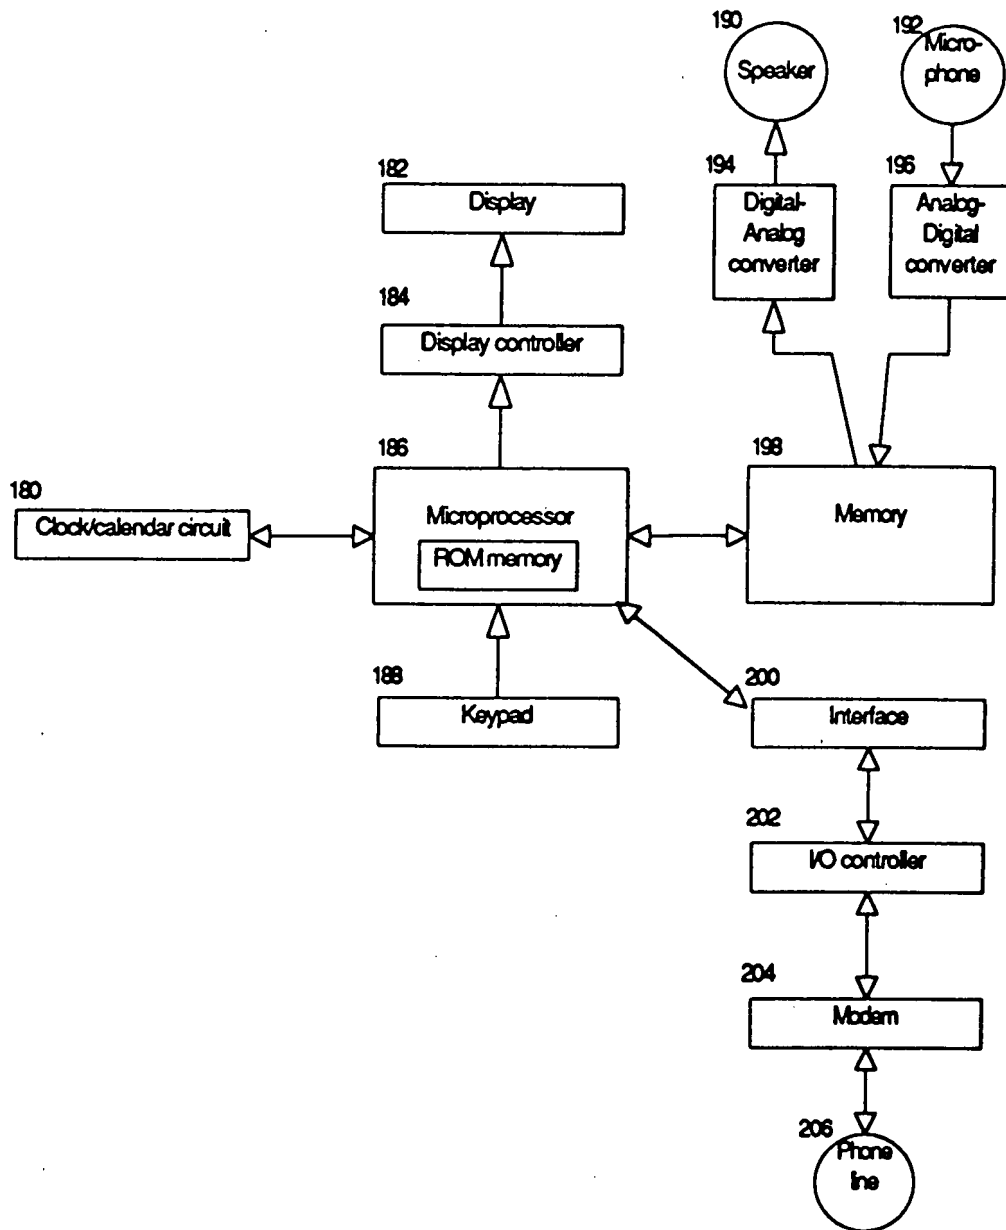 190
Speaker
192
Micro-
phone
194
Digital-
Analog
converter
196
Analog-
Digital
converter
182
Display
184
Display controller
186
Microprocessor
ROM memory
198
Memory
180
Clock/calendar circuit
188
Keypad
200
Interface
202
I/O controller
204
Modem
206
Phone
line